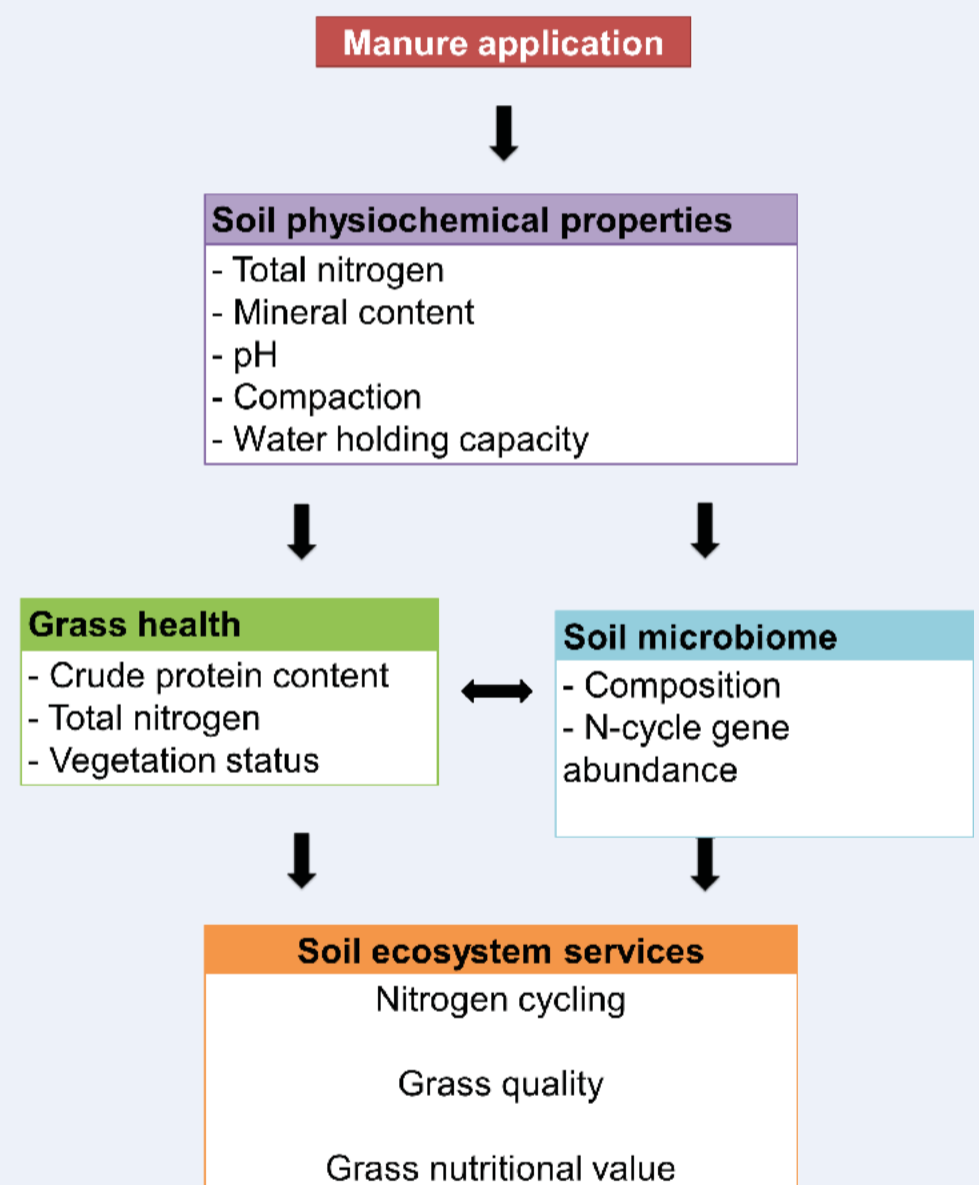 Manure application
Soil physiochemical properties
- Total nitrogen
- Mineral content
- pH
- Compaction
- Water holding capacity
Grass health
- Crude protein content
- Total nitrogen
- Vegetation status
Soil microbiome
- Composition
- N-cycle gene
abundance
Soil ecosystem services
Nitrogen cycling
Grass quality
Grass nutritional value